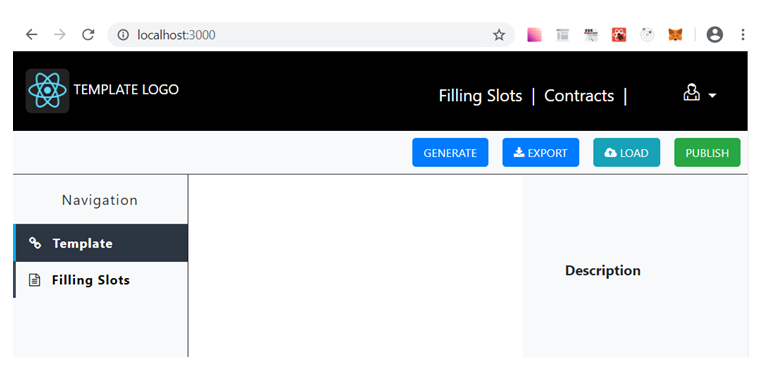 localhost:3000
TEMPLATE LOGO
Filling Slots | Contracts |
GENERATE EXPORT LOAD PUBLISH
Navigation
Template
Filling Slots
Description